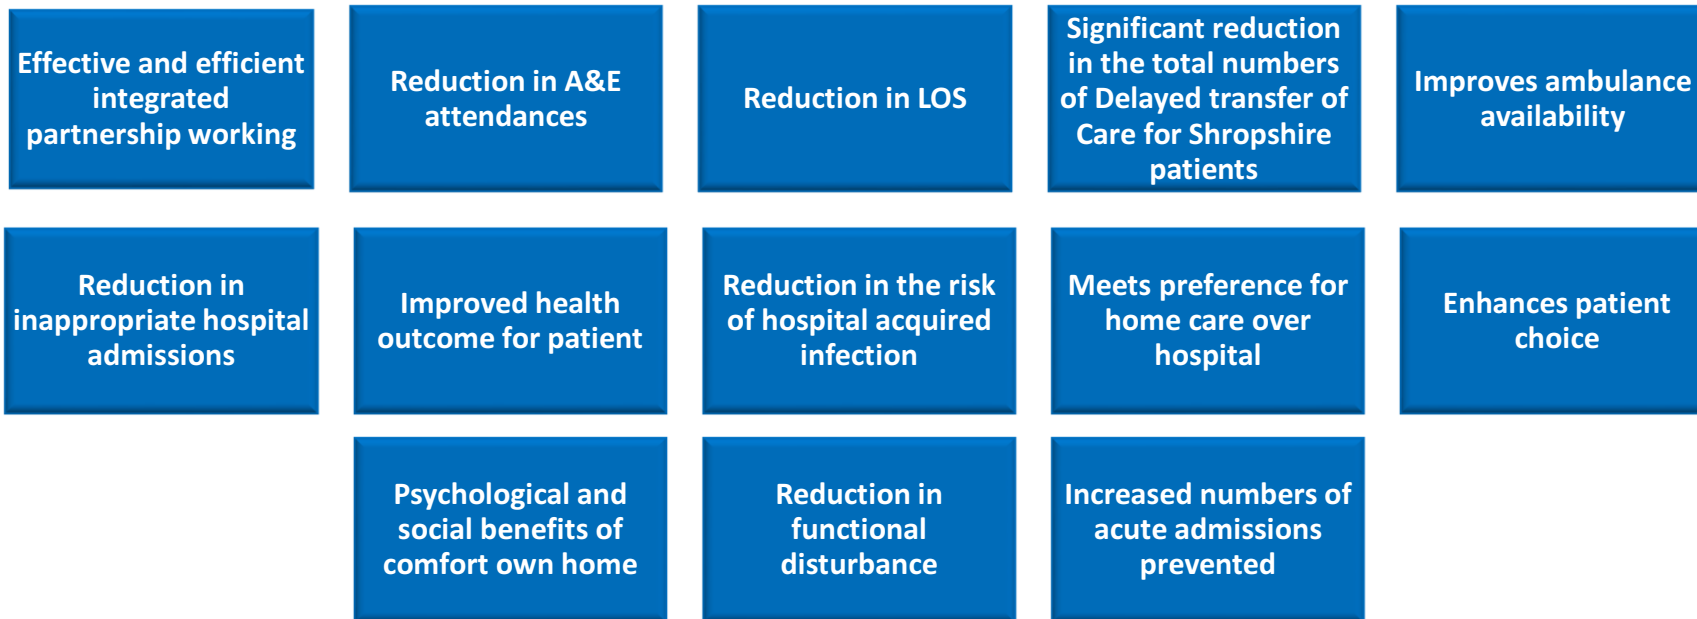 Effective and efficient
integrated
partnership working
Reduction in A&E
attendances
Reduction in LOS
Significant reduction
in the total numbers
of Delayed transfer of
Care for Shropshire
patients
Improves ambulance
availability
Reduction in
inappropriate hospital
admissions
Improved health
outcome for patient
Reduction in the risk
of hospital acquired
infection
Meets preference for
home care over
hospital
Enhances patient
choice
Psychological and
social benefits of
comfort own home
Reduction in
functional
disturbance
Increased numbers of
acute admissions
prevented